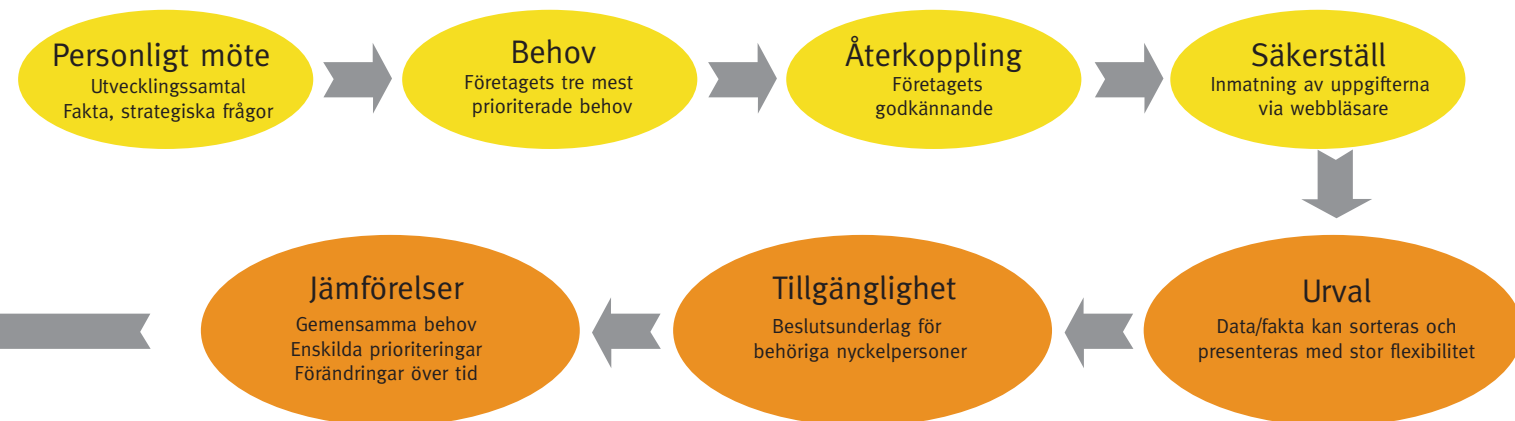 Personligt möte
Utvecklingssamtal
Fakta, strategiska frågor
Behov
Företagets tre mest
prioriterade behov
Återkoppling
Företagets
godkännande
Säkerställ
Inmatning av uppgifterna
via webbläsare
Urval
Data/fakta kan sorteras och
presenteras med stor flexibilitet
Tillgänglighet
Beslutsunderlag för
behöriga nyckelpersoner
Jämförelser
Gemensamma behov
Enskilda prioriteringar
Förändringar över tid